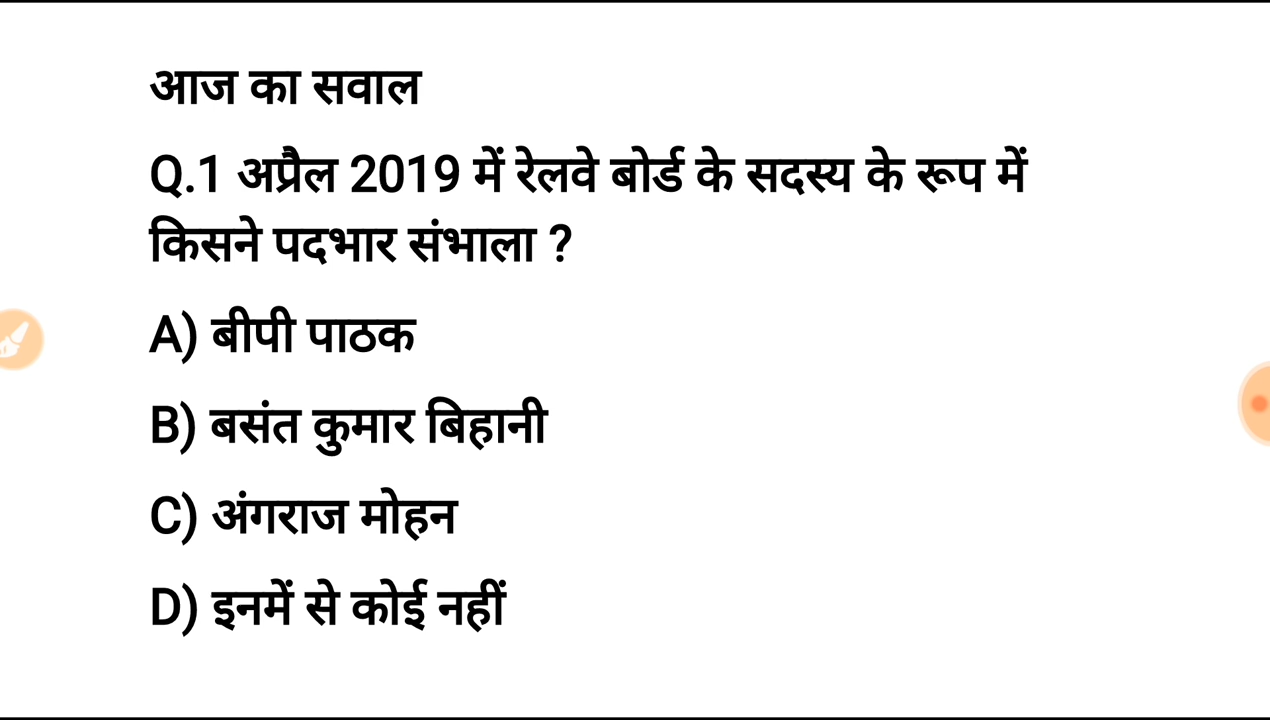 आज का सवाल
Q.1 अप्रैल 2019 में रेलवे बोर्ड के सदस्य के रूप में
किसने पदभार संभाला ?
A) बीपी पाठक
B) बसंत कुमार बिहानी
C) अंगराज मोहन
D) इनमें से कोई नहीं